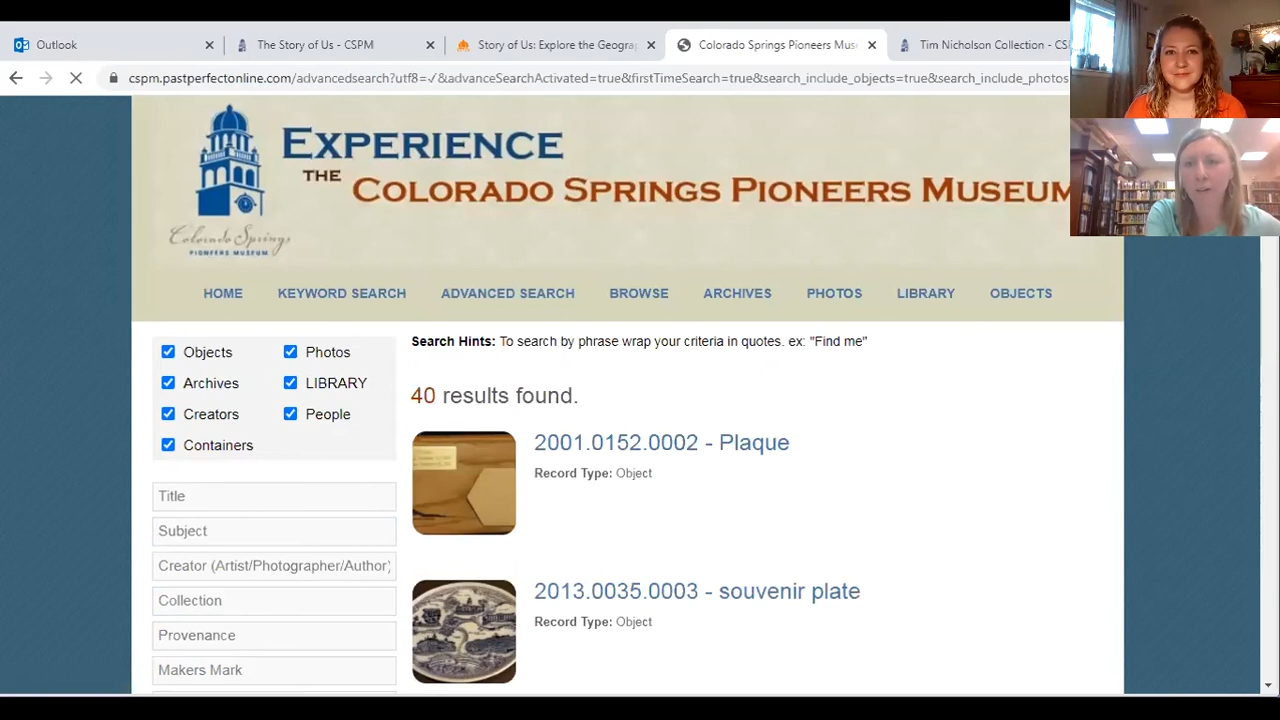 Outlook
The Story of Us - CSPM
Story of Us: Explore the Geogra
Colorado Springs Pioneers Mus
Tim Nicholson Collection - CS
cspm.pastperfectonline.com/advancedsearch?utf8=✓&advanceSearchActivated=true&firstTimeSearch=true&search_include_objects=true&search_include_photos
EXPERIENCE
THE COLORADO SPRINGS PIONEERS MUSEUM
Colorado Springs
PIONEERS MUSEUM
HOME KEYWORD SEARCH ADVANCED SEARCH BROWSE ARCHIVES PHOTOS LIBRARY OBJECTS
Objects Photos
Archives LIBRARY
Creators People
Containers
Title
Subject
Creator (Artist/Photographer/Author)
Collection
Provenance
Makers Mark
Search Hints: To search by phrase wrap your criteria in quotes. ex: "Find me"
40 results found.
2001.0152.0002 - Plaque
Record Type: Object
2013.0035.0003 - souvenir plate
Record Type: Object